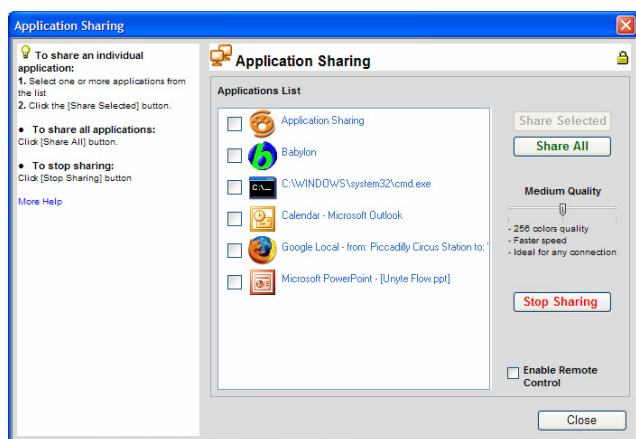 Application Sharing
To share an individual
application:
1. Select one or more applications from
the list
2. Click the [Share Selected] button.
• To share all applications:
Click [Share All] button.
• To stop sharing:
Click [Stop Sharing] button
More Help
Application Sharing
Applications List
Application Sharing
Babylon
C:\WINDOWS\system32\cmd.exe
Calendar - Microsoft Outlook
Google Local - from: Piccadilly Circus Station to: '
Microsoft PowerPoint - [Unyte Flow.ppt]
Share Selected
Share All
Medium Quality
- 256 colors quality
- Faster speed
- Ideal for any connection
Stop Sharing
Enable Remote
Control
Close